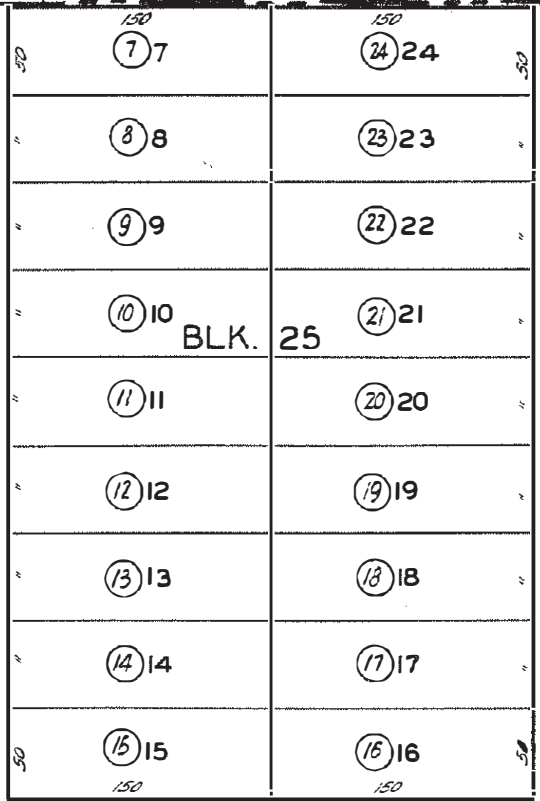 150 150
50 7 7 24 24 50
" 8 8 23 23 "
" 9 9 22 22 "
" 10 10 21 21 "
BLK. 25
" 11 11 20 20 "
" 12 12 19 19 "
" 13 13 18 18 "
" 14 14 17 17 "
50 15 15 16 16 50
150 150